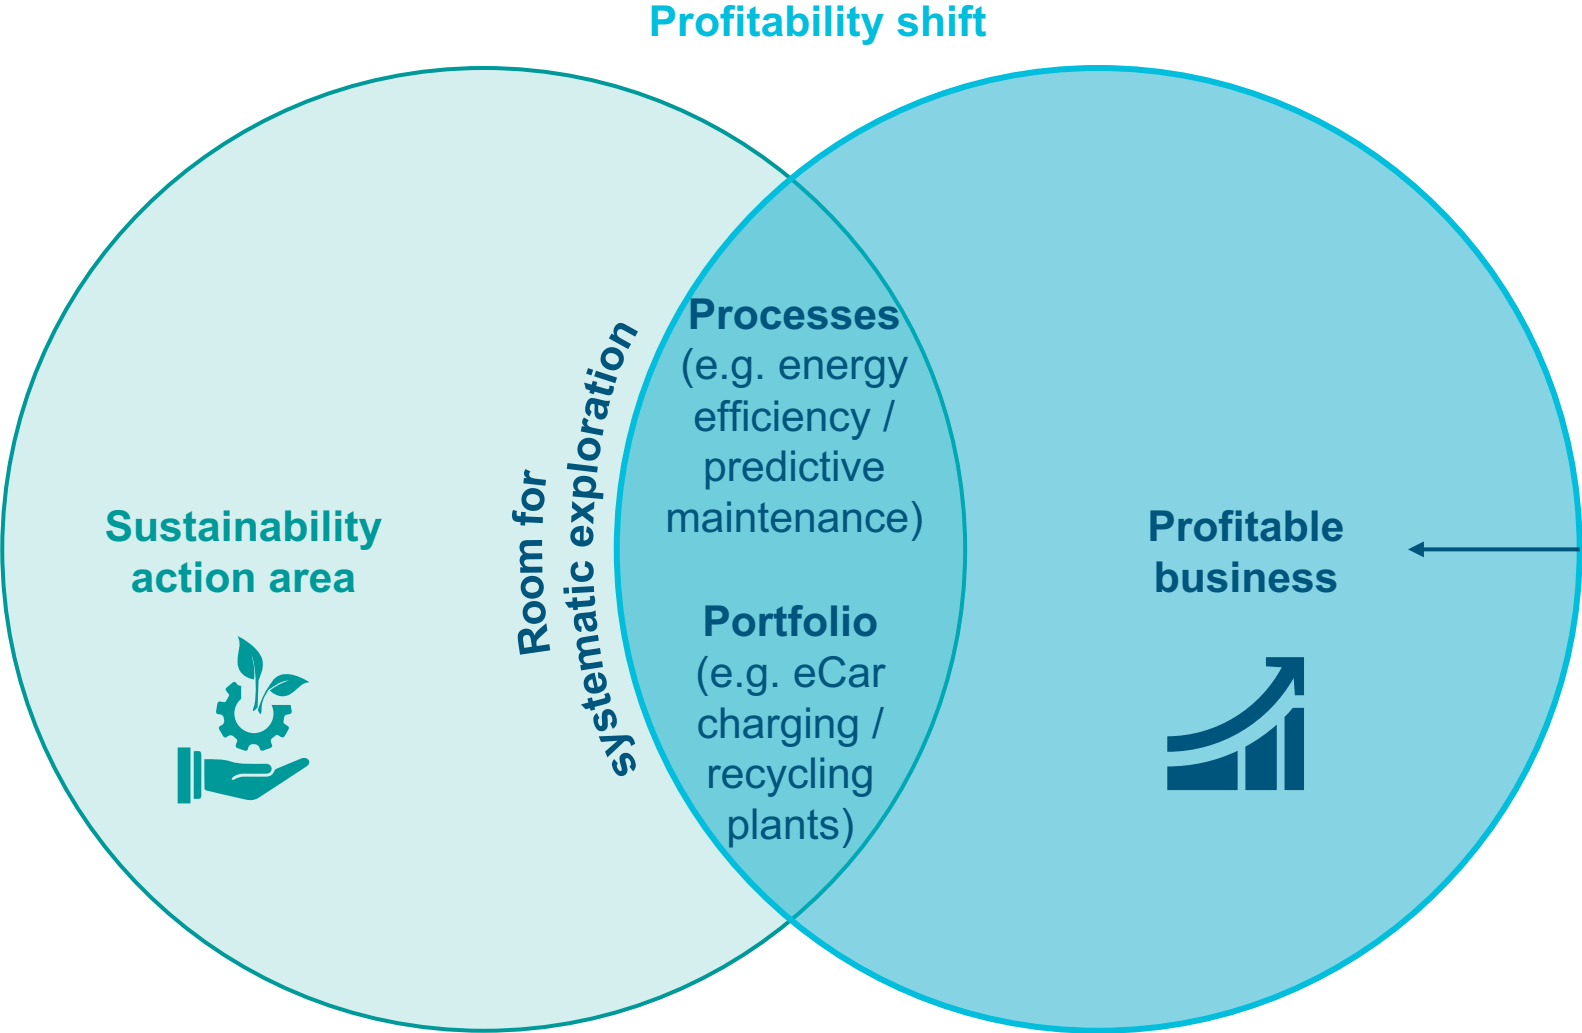 Profitability shift
Sustainability
action area
Room for
systematic exploration
Processes
(e.g. energy
efficiency /
predictive
maintenance)
Portfolio
(e.g. eCar
charging /
recycling
plants)
Profitable
business